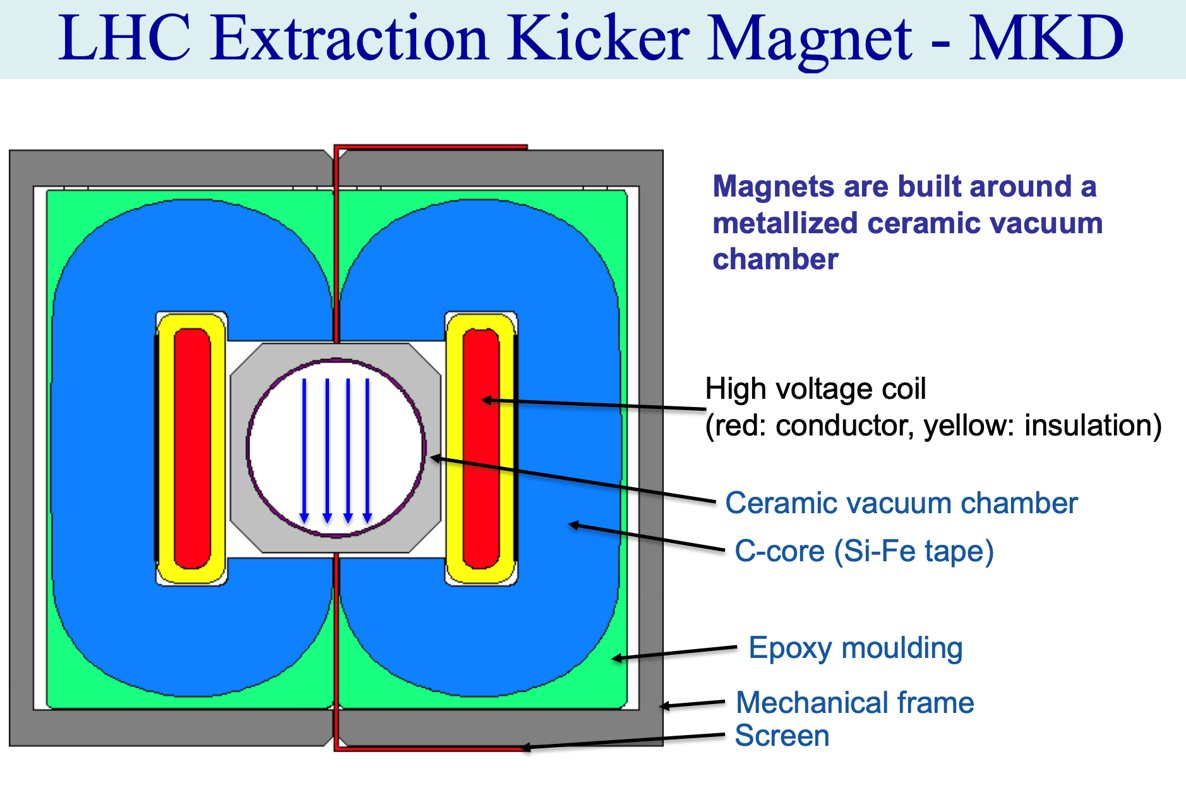 LHC Extraction Kicker Magnet - MKD
Magnets are built around a
metallized ceramic vacuum
chamber
High voltage coil
(red: conductor, yellow: insulation)
Ceramic vacuum chamber
C-core (Si-Fe tape)
Epoxy moulding
Mechanical frame
Screen